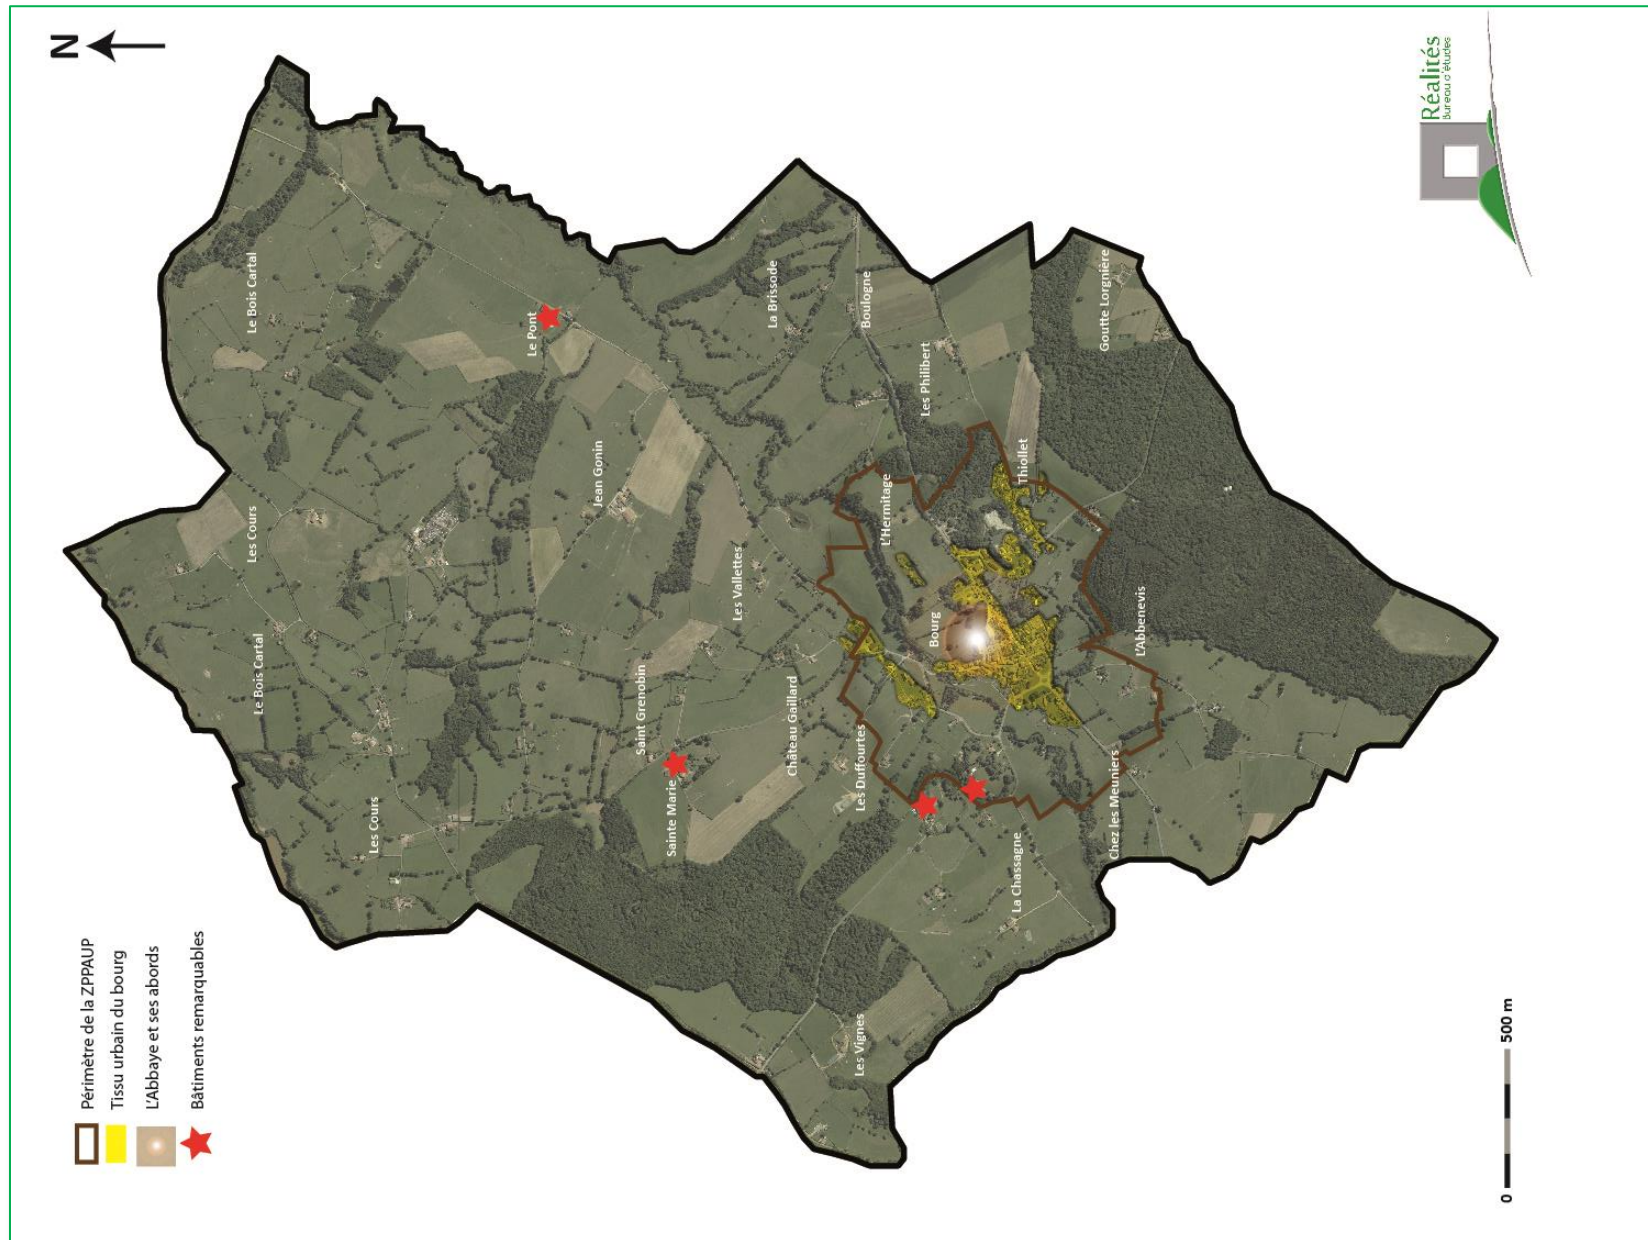 N
Réalités
Bureau d'études
Le Bois Cartal
Le Pont
La Brissode
Boulogne
Goutte Lorgnière
Les Philibert
Thiollet
Jean Gonin
Les Cours
L'Hermitage
Les Vallettes
Bourg
L'Abbenevis
Le Bois Cartal
Saint Grenobin
Château Gaillard
Sainte Marie
Les Duffourtes
Chez les Meuniers
Les Cours
La Chassagne
Les Vignes
Périmètre de la ZPPAUP
Tissu urbain du bourg
L'Abbaye et ses abords
Bâtiments remarquables
0
500 m